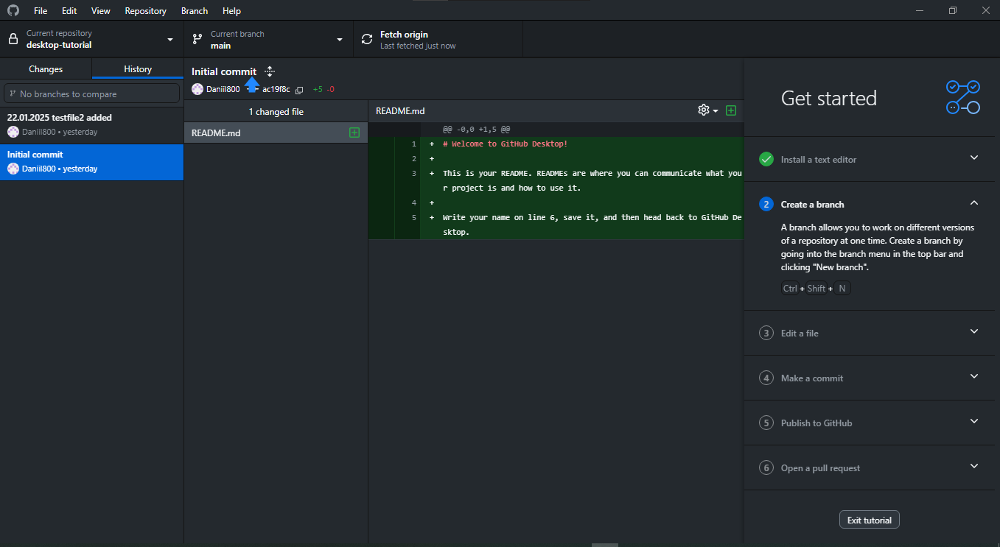 File Edit View Repository Branch Help
Current repository
desktop-tutorial
Current branch
main
Fetch origin
Last fetched just now
Changes
History
No branches to compare
22.01.2025 testfile2 added
Daniil800 • yesterday
Initial commit
Daniil800 • yesterday
Initial commit
Daniil800 ac19f8c +5 -0
1 changed file
README.md
README.md
@@ -0,0 +1,5 @@
1 + # Welcome to GitHub Desktop!
2 +
3 + This is your README. READMEs are where you can communicate what you
r project is and how to use it.
4 +
5 + Write your name on line 6, save it, and then head back to GitHub De
sktop.
Get started
Install a text editor
2 Create a branch
A branch allows you to work on different versions
of a repository at one time. Create a branch by
going into the branch menu in the top bar and
clicking "New branch".
Ctrl + Shift + N
3 Edit a file
4 Make a commit
5 Publish to GitHub
6 Open a pull request
Exit tutorial